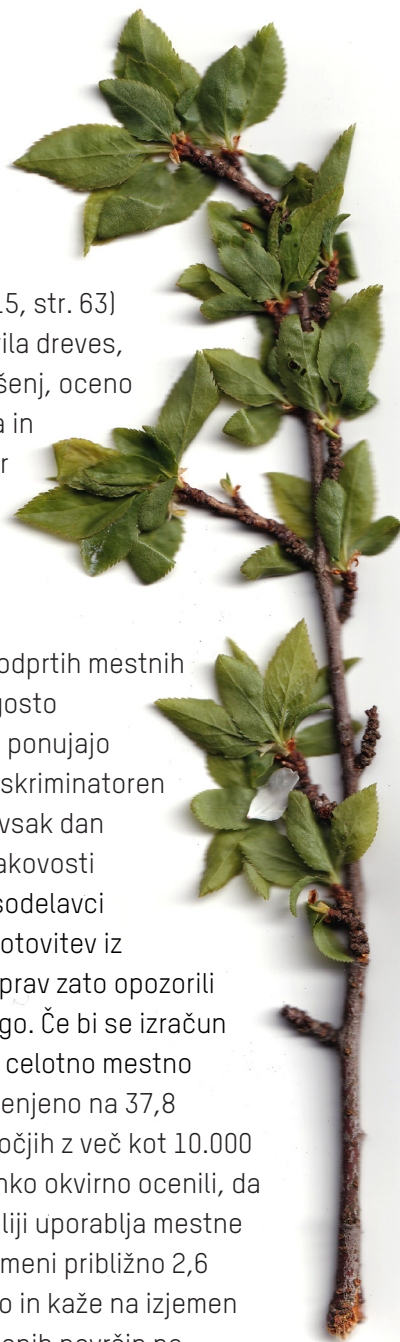 15, str. 63)
ila dreves,
šenj, oceno
a in
r
odprtih mestnih
gosto
ponujajo
skriminatoren
vsak dan
akovosti
sodelavci
otovitev iz
prav zato opozorili
go. Če bi se izračun
celotno mestno
enjeno na 37,8
očjih z več kot 10.000
nko okvirno ocenili, da
liji uporablja mestne
meni približno 2,6
o in kaže na izjemen